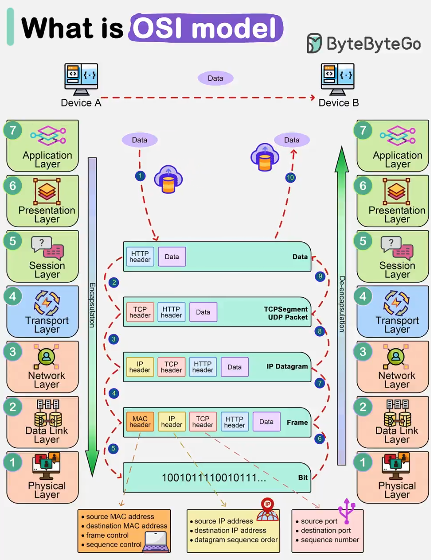 What is OSI model
ByteByteGo
Data
Device A
Device B
7
Application
Layer
6
Presentation
Layer
5
Session
Layer
4
Transport
Layer
3
Network
Layer
2
Data Link
Layer
1
Physical
Layer
Encapsulation
Data
1
Data
10
HTTP
header
Data
Data
2
9
TCP
header
HTTP
header
Data
TCPSegment
UDP Packet
3
8
IP
header
TCP
header
HTTP
header
Data
IP Datagram
4
7
MAC
header
IP
header
TCP
header
HTTP
header
Data
Frame
5
6
1001011110010111...
Bit
De-encapsulation
7
Application
Layer
6
Presentation
Layer
5
Session
Layer
4
Transport
Layer
3
Network
Layer
2
Data Link
Layer
1
Physical
Layer
• source MAC address
• destination MAC address
• frame control
• sequence control
• source IP address
• destination IP address
• datagram sequence order
• source port
• destination port
• sequence number